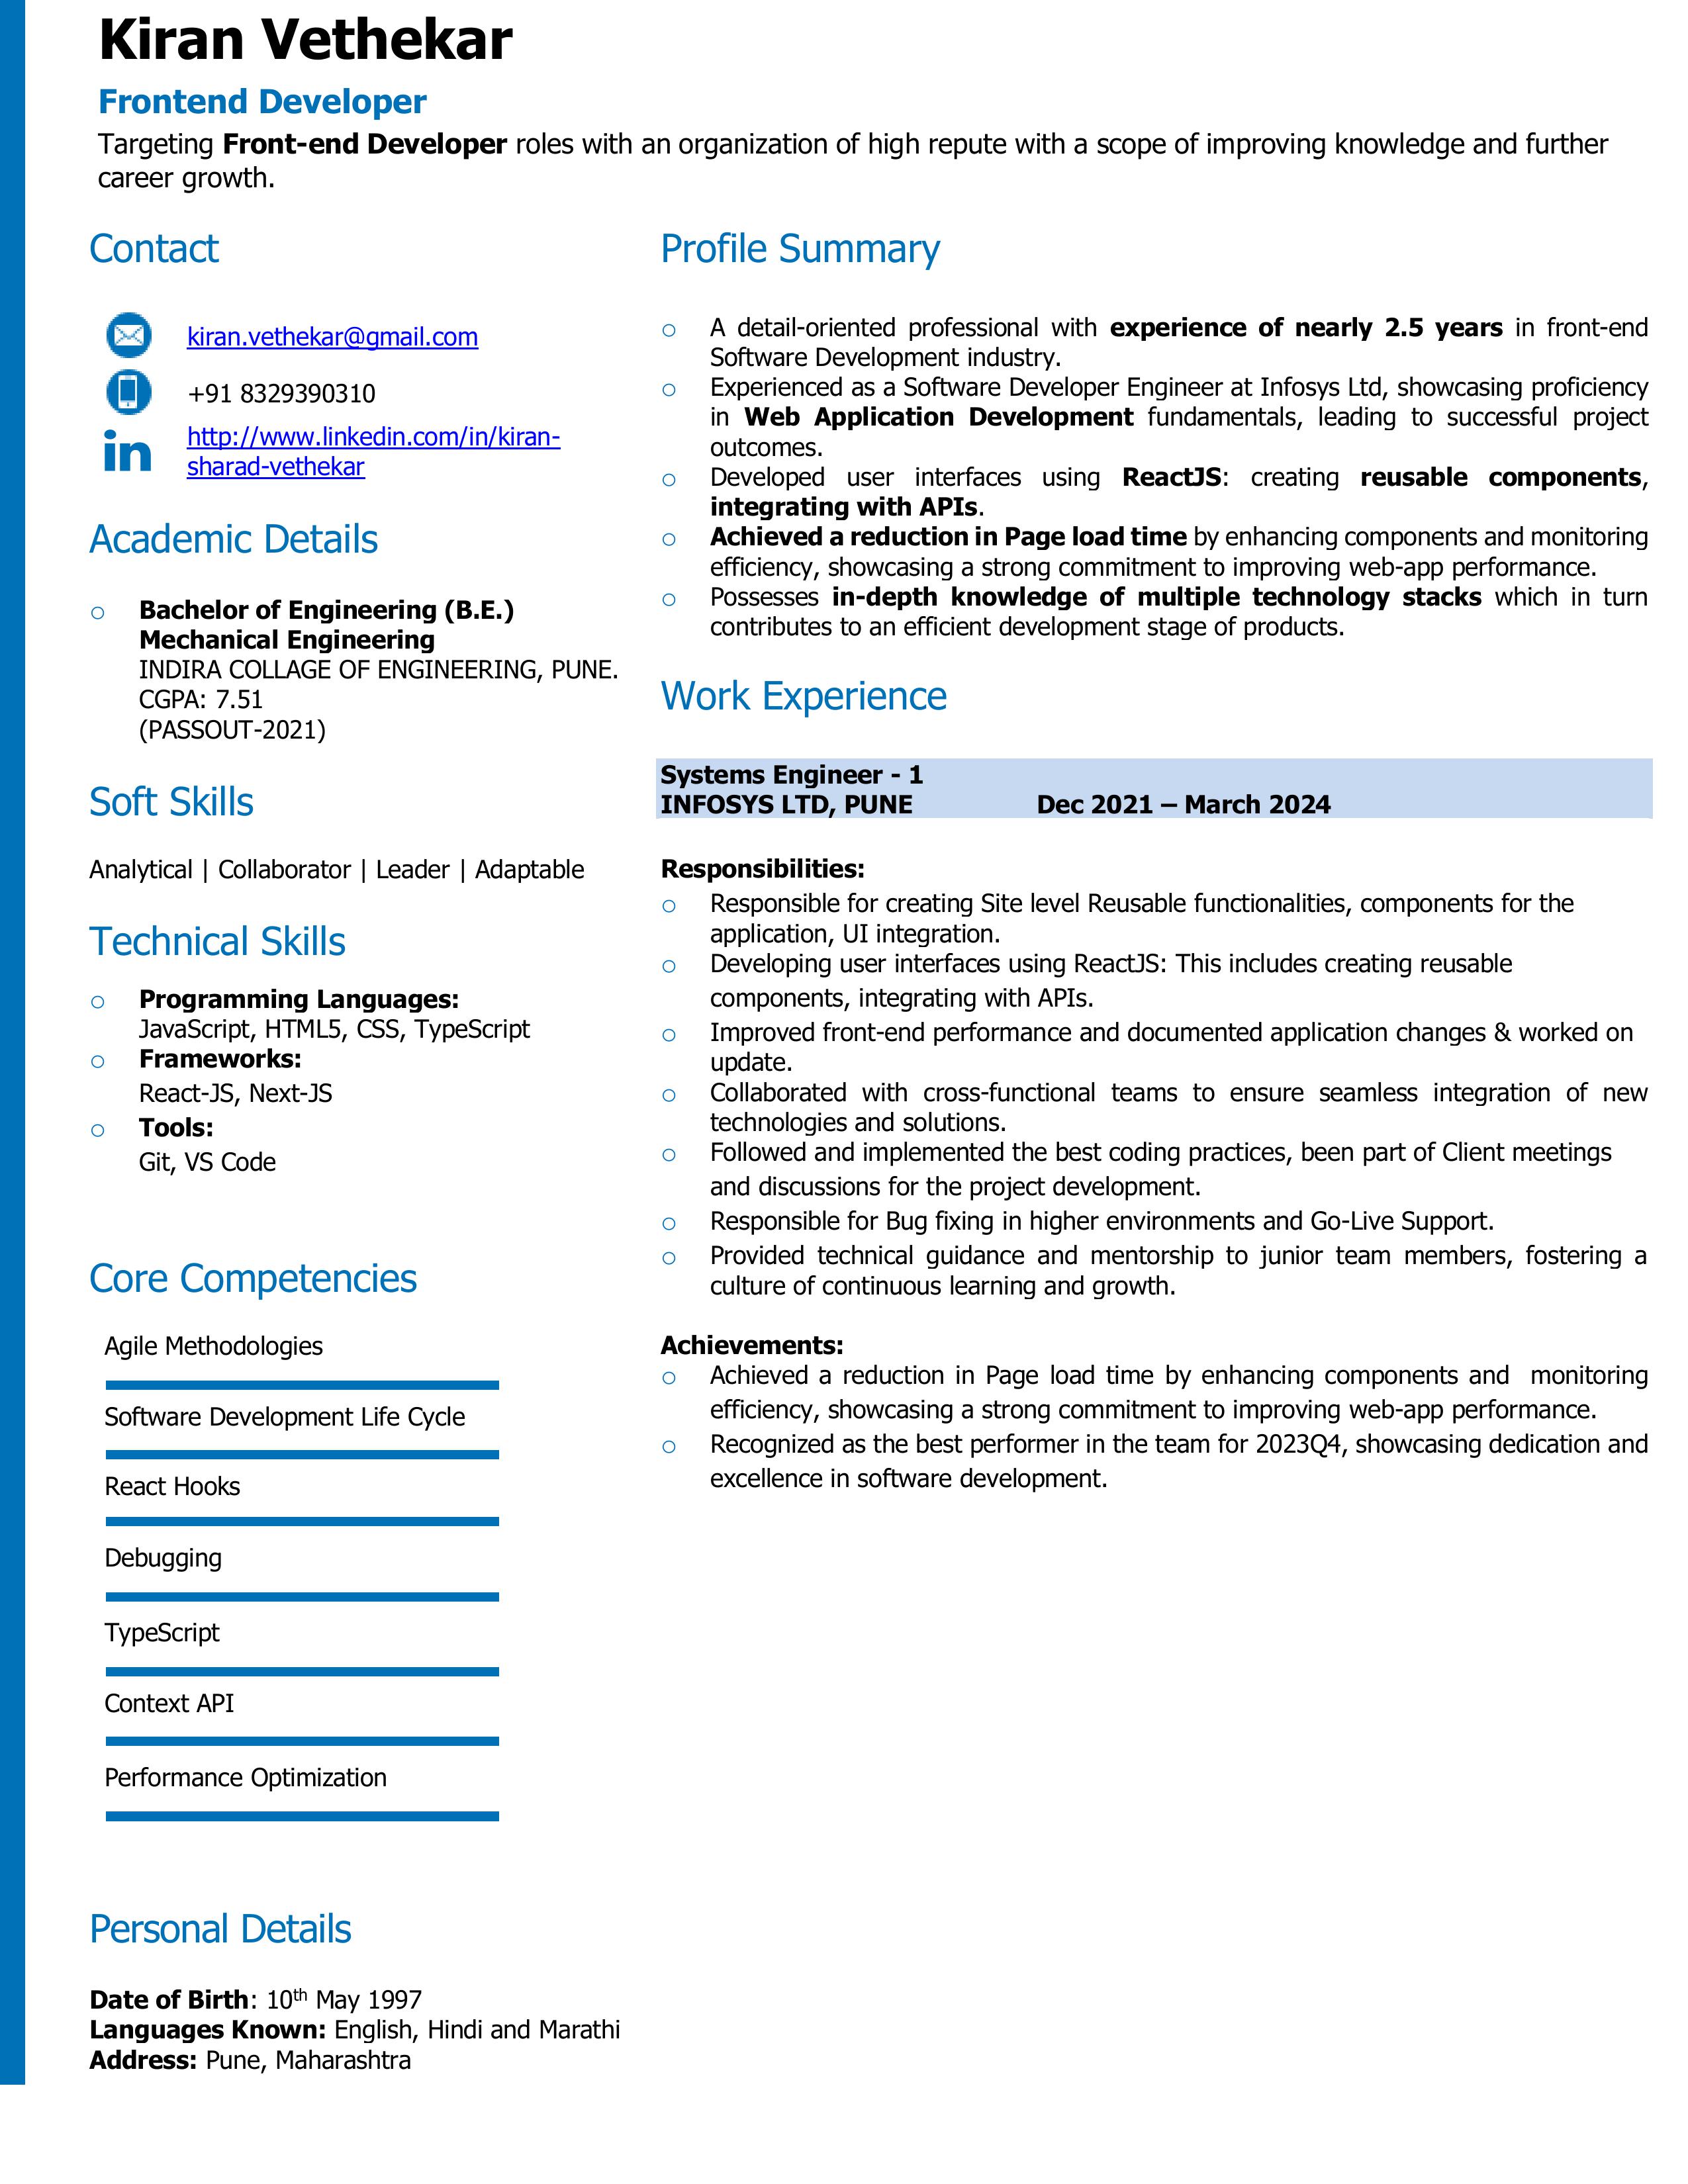 Kiran Vethekar
Frontend Developer
Targeting Front-end Developer roles with an organization of high repute with a scope of improving knowledge and further
career growth.
Contact
kiran.vethekar@gmail.com
+91 8329390310
in
http://www.linkedin.com/in/kiran-
sharad-vethekar
Academic Details
o Bachelor of Engineering (B.E.)
Mechanical Engineering
INDIRA COLLAGE OF ENGINEERING, PUNE.
CGPA: 7.51
(PASSOUT-2021)
Soft Skills
Analytical | Collaborator | Leader | Adaptable
Technical Skills
o Programming Languages:
JavaScript, HTML5, CSS, TypeScript
o Frameworks:
React-JS, Next-JS
o Tools:
Git, VS Code
Core Competencies
Agile Methodologies
Software Development Life Cycle
React Hooks
Debugging
TypeScript
Context API
Performance Optimization
Personal Details
Date of Birth: 10th May 1997
Languages Known: English, Hindi and Marathi
Address: Pune, Maharashtra
Profile Summary
o A detail-oriented professional with experience of nearly 2.5 years in front-end
Software Development industry.
o Experienced as a Software Developer Engineer at Infosys Ltd, showcasing proficiency
in Web Application Development fundamentals, leading to successful project
outcomes.
o Developed user interfaces using ReactJS: creating reusable components,
integrating with APIs.
o Achieved a reduction in Page load time by enhancing components and monitoring
efficiency, showcasing a strong commitment to improving web-app performance.
o Possesses in-depth knowledge of multiple technology stacks which in turn
contributes to an efficient development stage of products.
Work Experience
Systems Engineer - 1
INFOSYS LTD, PUNE Dec 2021 – March 2024
Responsibilities:
o Responsible for creating Site level Reusable functionalities, components for the
application, UI integration.
o Developing user interfaces using ReactJS: This includes creating reusable
components, integrating with APIs.
o Improved front-end performance and documented application changes & worked on
update.
o Collaborated with cross-functional teams to ensure seamless integration of new
technologies and solutions.
o Followed and implemented the best coding practices, been part of Client meetings
and discussions for the project development.
o Responsible for Bug fixing in higher environments and Go-Live Support.
o Provided technical guidance and mentorship to junior team members, fostering a
culture of continuous learning and growth.
Achievements:
o Achieved a reduction in Page load time by enhancing components and monitoring
efficiency, showcasing a strong commitment to improving web-app performance.
o Recognized as the best performer in the team for 2023Q4, showcasing dedication and
excellence in software development.